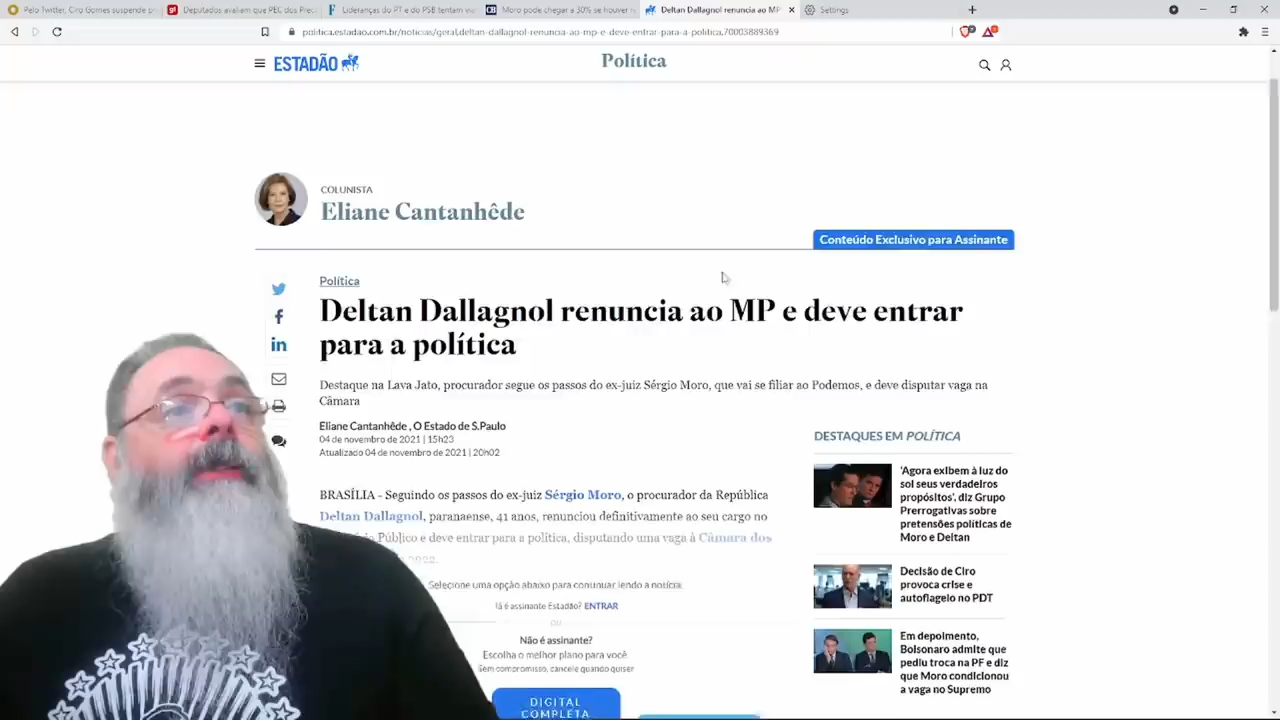 Pelo Twitter, Ciro Gomes suspende pr
Deputados avaliam que PEC dos Prec
Lideranças do PT e do PSB tentam via
Moro pode chegar a 30% se houver n
Deltan Dallagnol renuncia ao MP
Settings
politica.estadao.com.br/noticias/geral,deltan-dallagnol-renuncia-ao-mp-e-deve-entrar-para-a-politica,70003889369
ESTADÃO
Política
COLUNISTA
Eliane Cantanhêde
Conteúdo Exclusivo para Assinante
Política
Deltan Dallagnol renuncia ao MP e deve entrar
para a política
Destaque na Lava Jato, procurador segue os passos do ex-juiz Sérgio Moro, que vai se filiar ao Podemos, e deve disputar vaga na
Câmara
Eliane Cantanhêde, O Estado de S.Paulo
04 de novembro de 2021 | 15h23
Atualizado 04 de novembro de 2021 | 20h02
BRASÍLIA - Seguindo os passos do ex-juiz Sérgio Moro, o procurador da República
Deltan Dallagnol, paranaense, 41 anos, renunciou definitivamente ao seu cargo no
Público e deve entrar para a política, disputando uma vaga à Câmara dos
2022.
Selecione uma opção abaixo para continuar lendo a notícia:
Já é assinante Estadão? ENTRAR
ou
Não é assinante?
Escolha o melhor plano para você
Sem compromisso, cancele quando quiser
DIGITAL
COMPLETA
DESTAQUES EM POLÍTICA
'Agora exibem à luz do
sol seus verdadeiros
propósitos', diz Grupo
Prerrogativas sobre
pretensões políticas de
Moro e Deltan
Decisão de Ciro
provoca crise e
autoflagelo no PDT
Em depoimento,
Bolsonaro admite que
pediu troca na PF e diz
que Moro condicionou
a vaga no Supremo